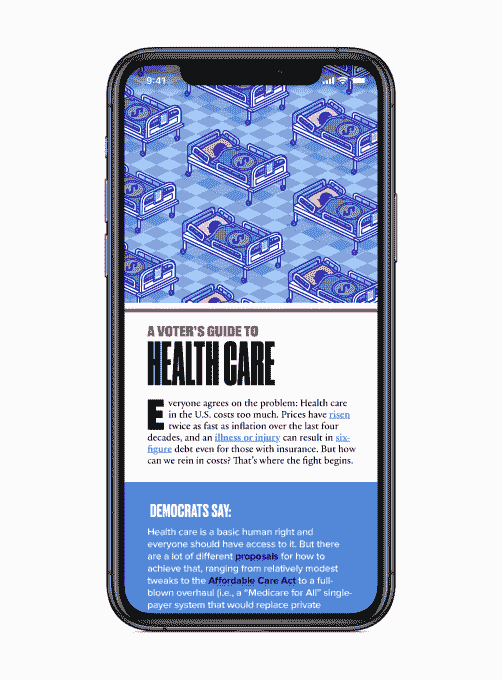 9:41
A VOTER'S GUIDE TO
HEALTH CARE
Everyone agrees on the problem: Health care
in the U.S. costs too much. Prices have risen
twice as fast as inflation over the last four
decades, and an illness or injury can result in six-
figure debt even for those with insurance. But how
can we rein in costs? That's where the fight begins.
DEMOCRATS SAY:
Health care is a basic human right and
everyone should have access to it. But there
are a lot of different proposals for how to
achieve that, ranging from relatively modest
tweaks to the Affordable Care Act to a full-
blown overhaul (i.e., a "Medicare for All" single-
payer system that would replace private